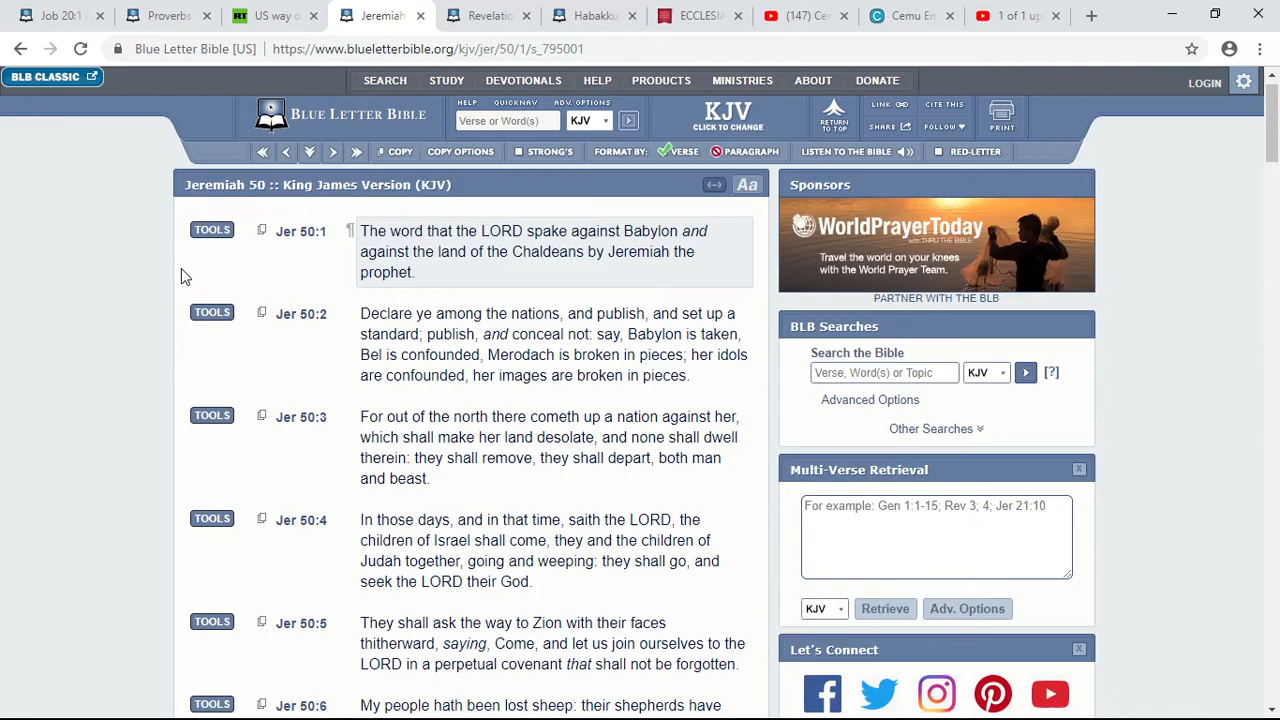 Job 20:1
Proverbs
RT
US way o
Jeremiah
Revelatio
Habakku
ECCLESIA
(147) Ce
Cemu En
1 of 1 up
Blue Letter Bible [US] | https://www.blueletterbible.org/kjv/jer/50/1/s_795001
BLB CLASSIC
SEARCH STUDY DEVOTIONALS HELP PRODUCTS MINISTRIES ABOUT DONATE
LOGIN
BLUE LETTER BIBLE
HELP QUICKNAV ADV. OPTIONS
Verse or Word(s) KJV
KJV
CLICK TO CHANGE
RETURN
TO TOP
LINK CITE THIS
SHARE FOLLOW
PRINT
COPY COPY OPTIONS STRONG'S FORMAT BY: VERSE PARAGRAPH LISTEN TO THE BIBLE RED-LETTER
Jeremiah 50 :: King James Version (KJV)
Aa
TOOLS Jer 50:1 ¶ The word that the LORD spake against Babylon and
against the land of the Chaldeans by Jeremiah the
prophet.
TOOLS Jer 50:2 Declare ye among the nations, and publish, and set up a
standard; publish, and conceal not: say, Babylon is taken,
Bel is confounded, Merodach is broken in pieces; her idols
are confounded, her images are broken in pieces.
TOOLS Jer 50:3 For out of the north there cometh up a nation against her,
which shall make her land desolate, and none shall dwell
therein: they shall remove, they shall depart, both man
and beast.
TOOLS Jer 50:4 In those days, and in that time, saith the LORD, the
children of Israel shall come, they and the children of
Judah together, going and weeping: they shall go, and
seek the LORD their God.
TOOLS Jer 50:5 They shall ask the way to Zion with their faces
thitherward, saying, Come, and let us join ourselves to the
LORD in a perpetual covenant that shall not be forgotten.
TOOLS Jer 50:6 My people hath been lost sheep: their shepherds have
Sponsors
WorldPrayerToday
with THRU THE BIBLE
Travel the world on your knees
with the World Prayer Team.
PARTNER WITH THE BLB
BLB Searches
Search the Bible
Verse, Word(s) or Topic KJV [?]
Advanced Options
Other Searches
Multi-Verse Retrieval
For example: Gen 1:1-15; Rev 3; 4; Jer 21:10
KJV Retrieve Adv. Options
Let's Connect